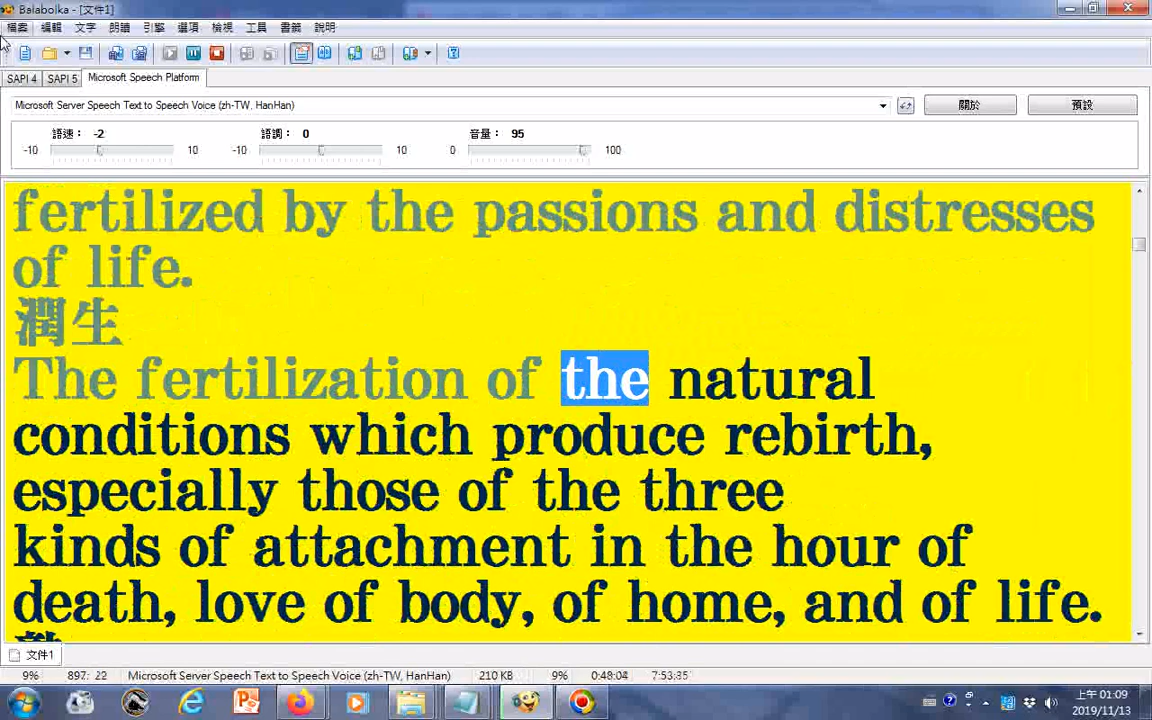 Balabolka - [文件1]
檔案 編輯 文字 朗讀 引擎 選項 檢視 工具 書籤 說明
SAPI 4 SAPI 5 Microsoft Speech Platform
Microsoft Server Speech Text to Speech Voice (zh-TW, HanHan) 關於 預設
語速： -2 語調： 0 音量： 95
-10 10 -10 10 0 100
fertilized by the passions and distresses
of life.
潤生
The fertilization of the natural
conditions which produce rebirth,
especially those of the three
kinds of attachment in the hour of
death, love of body, of home, and of life.
文件1
9% 897: 22 Microsoft Server Speech Text to Speech Voice (zh-TW, HanHan) 210 KB 9% 0:48:04 7:53:35
上午 01:09
2019/11/13